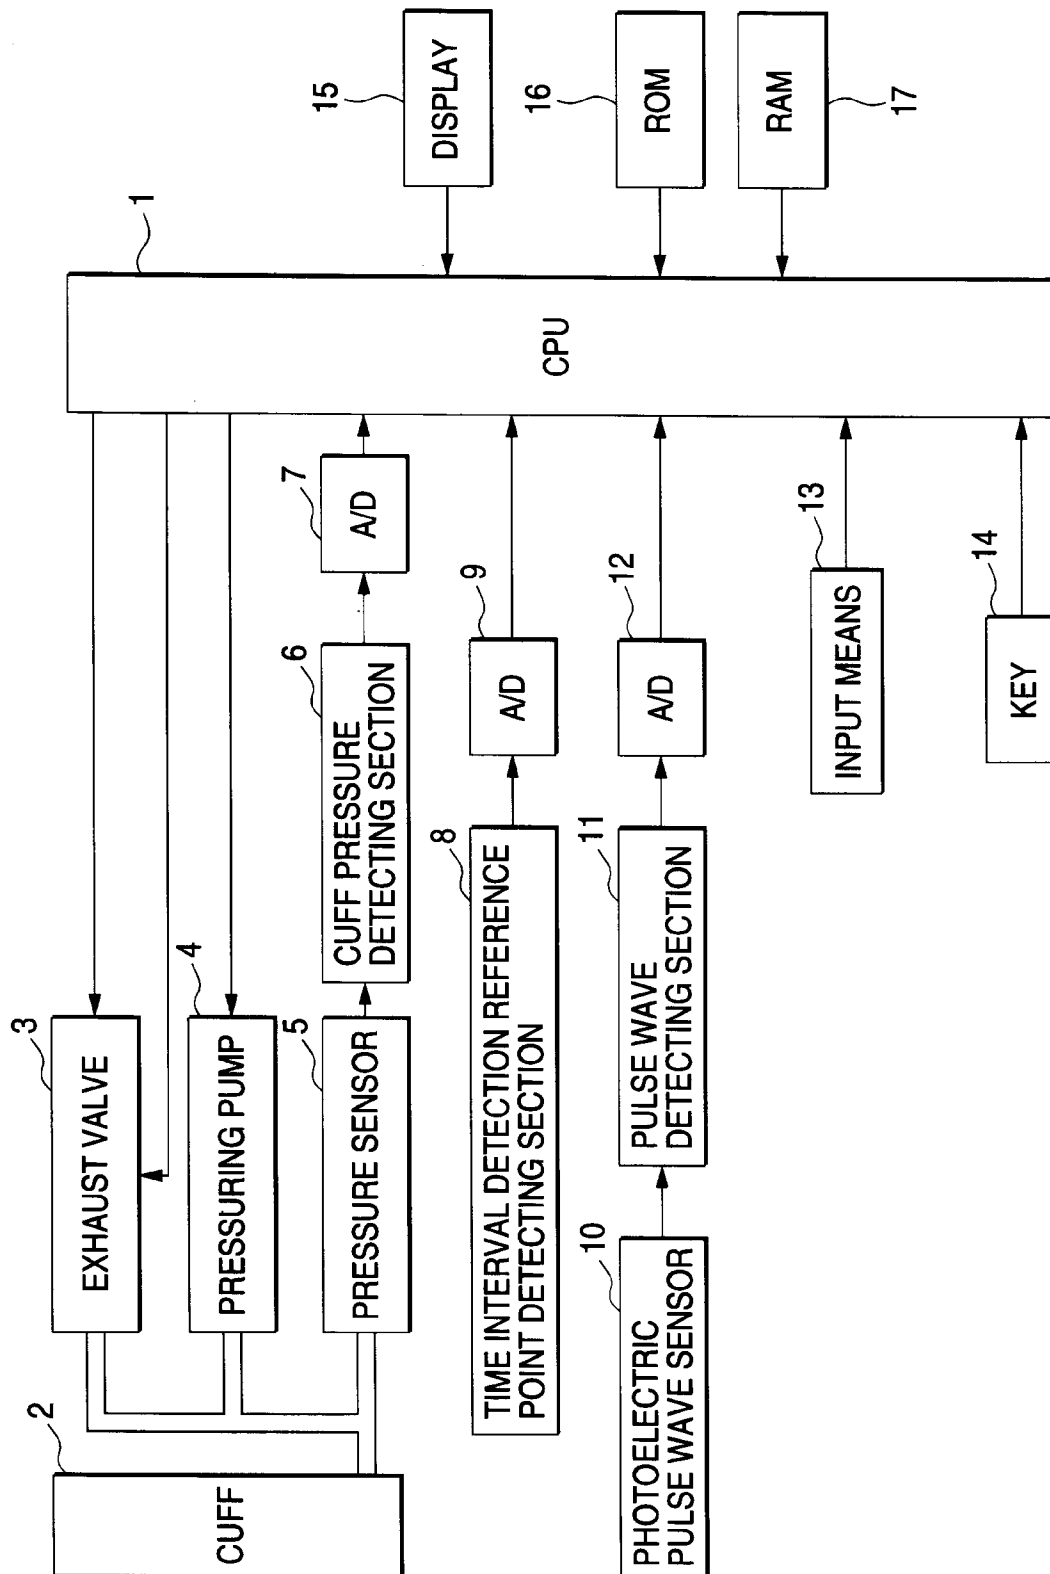 2
CUFF
3
EXHAUST VALVE
4
PRESSURING PUMP
5
PRESSURE SENSOR
6
CUFF PRESSURE
DETECTING SECTION
7
A/D
8
TIME INTERVAL DETECTION REFERENCE
POINT DETECTING SECTION
9
A/D
10
PHOTOELECTRIC
PULSE WAVE SENSOR
11
PULSE WAVE
DETECTING SECTION
12
A/D
13
INPUT MEANS
14
KEY
1
CPU
15
DISPLAY
16
ROM
RAM
17